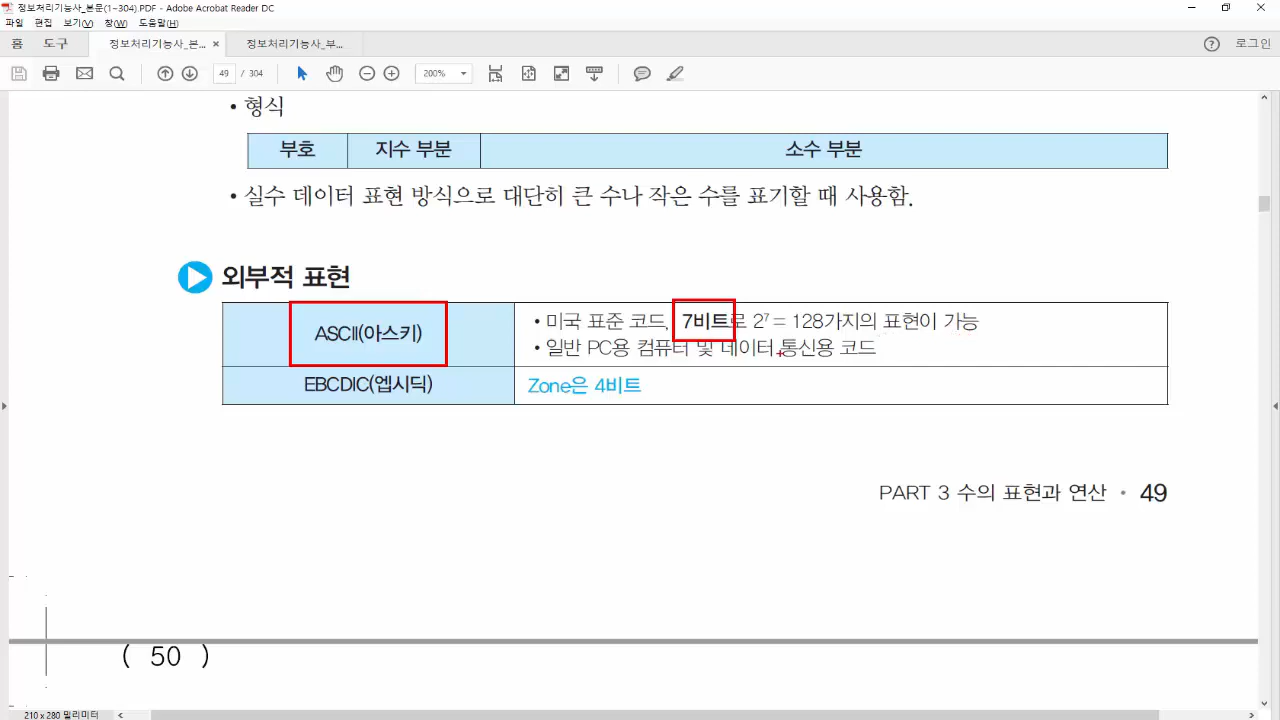 정보처리기능사_본문(1~304).PDF - Adobe Acrobat Reader DC
파일 편집 보기(V) 창(W) 도움말(H)
홈 도구 정보처리기능사_본... × 정보처리기능사_부... ? 로그인
49 / 304 200%
• 형식
부호 지수 부분 소수 부분
• 실수 데이터 표현 방식으로 대단히 큰 수나 작은 수를 표기할 때 사용함.
외부적 표현
ASCII(아스키)
• 미국 표준 코드, 7비트로 2⁷ = 128가지의 표현이 가능
• 일반 PC용 컴퓨터 및 데이터 통신용 코드
EBCDIC(엡시딕) Zone은 4비트
PART 3 수의 표현과 연산 • 49
( 50 )
210 x 280 밀리미터